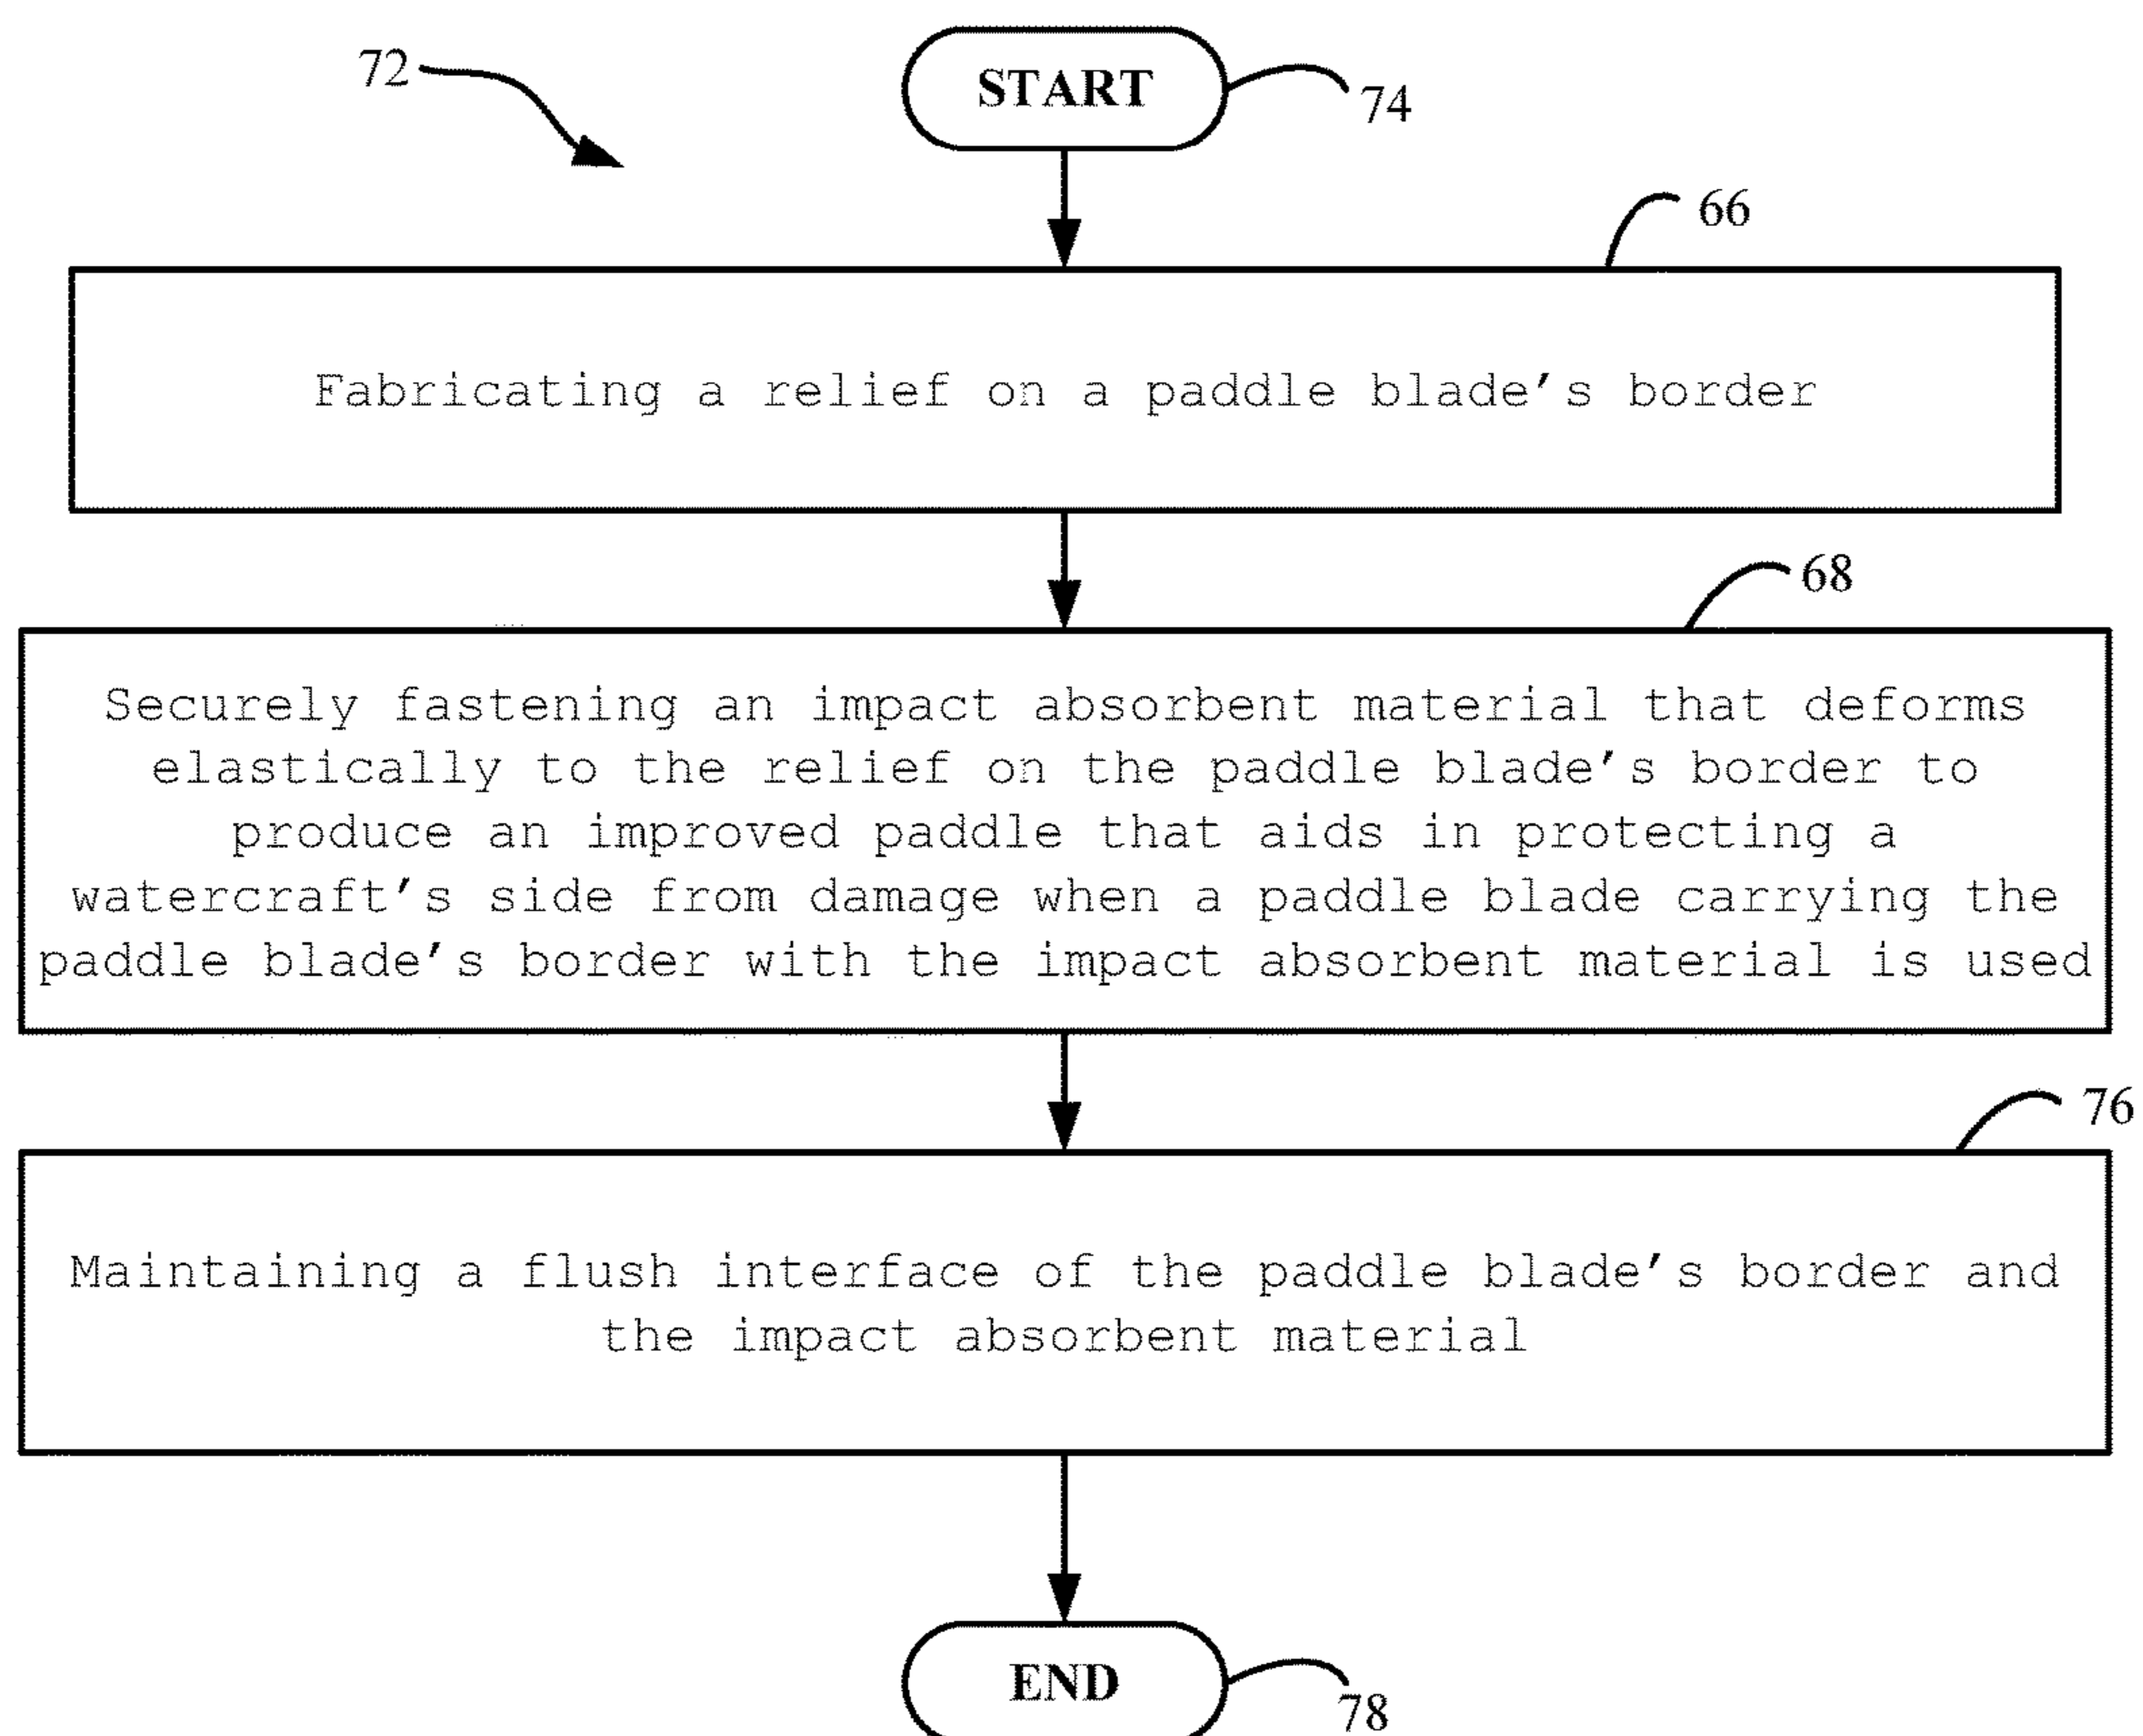 72
START
74
66
Fabricating a relief on a paddle blade's border
68
Securely fastening an impact absorbent material that deforms
elastically to the relief on the paddle blade's border to
produce an improved paddle that aids in protecting a
watercraft's side from damage when a paddle blade carrying the
paddle blade's border with the impact absorbent material is used
76
Maintaining a flush interface of the paddle blade's border and
the impact absorbent material
END
78